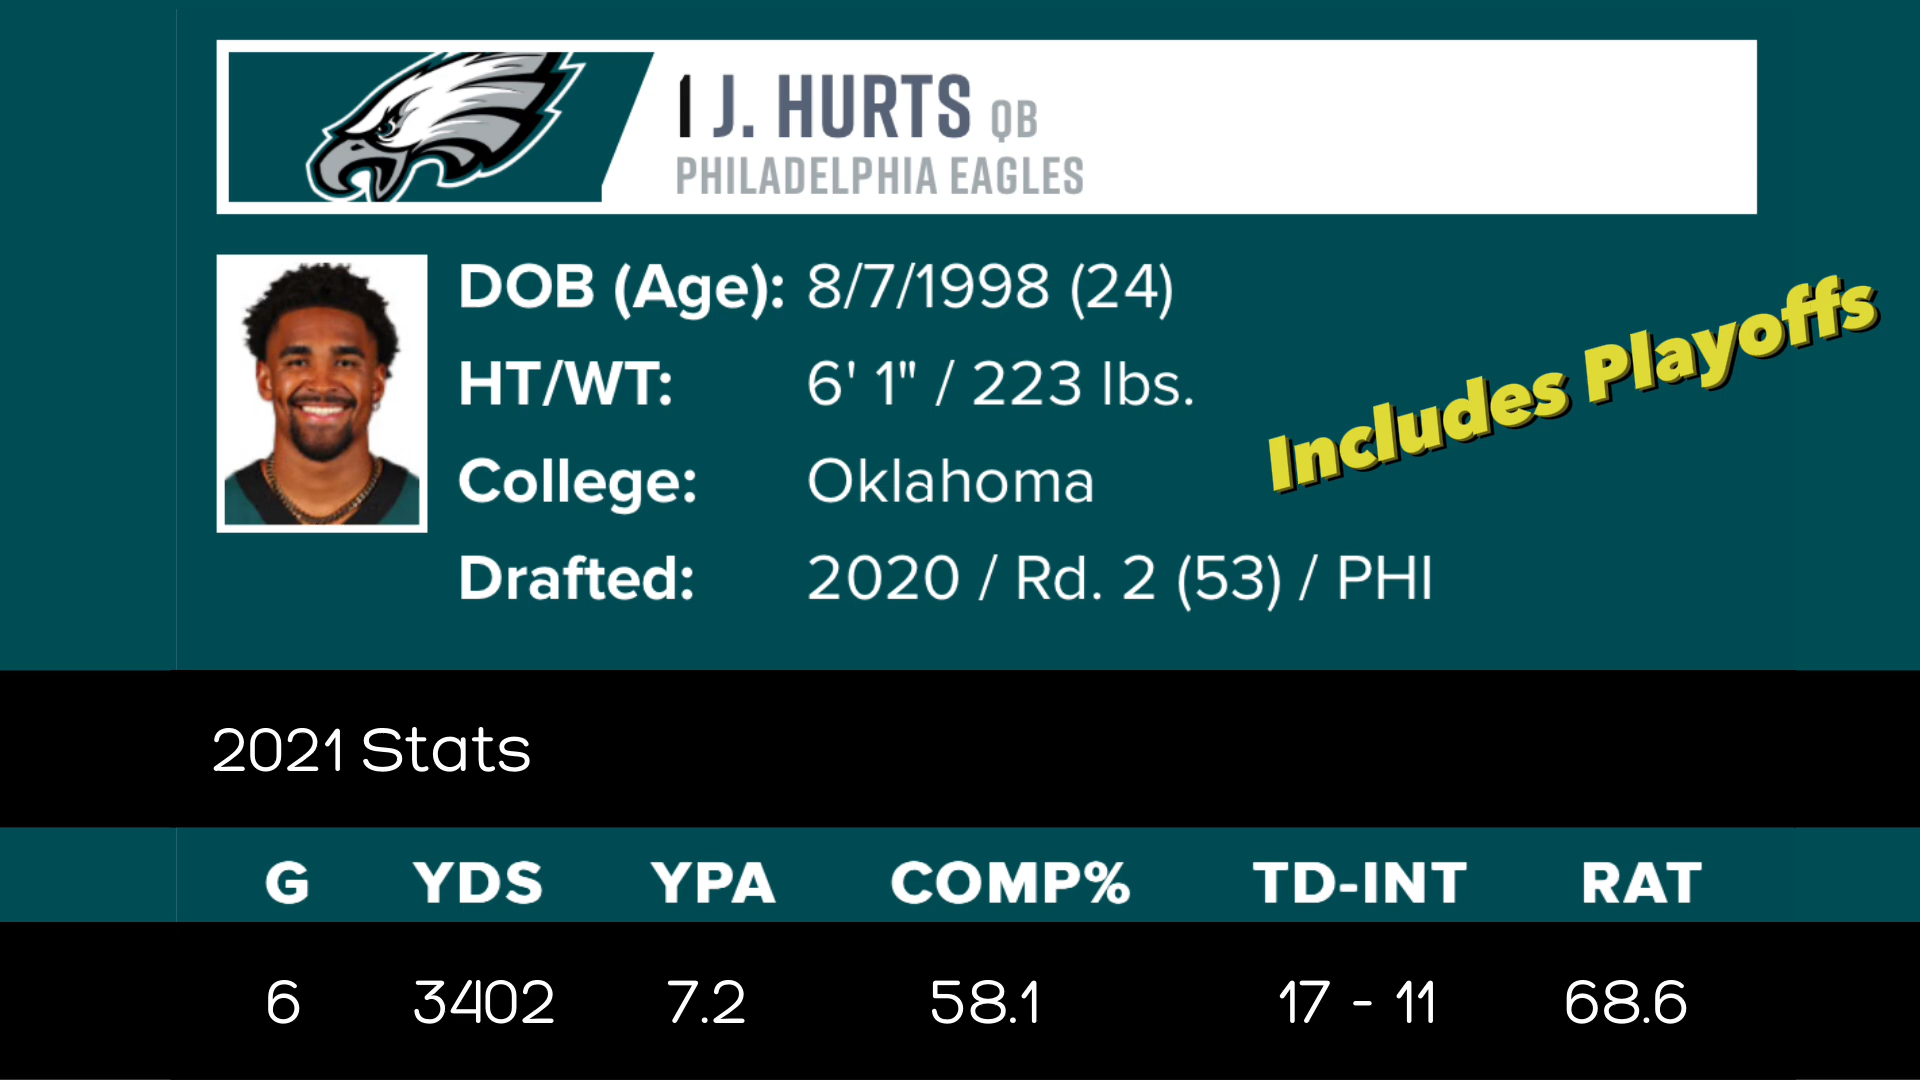 1 J. HURTS QB
PHILADELPHIA EAGLES
DOB (Age): 8/7/1998 (24)
HT/WT: 6' 1" / 223 lbs.
College: Oklahoma
Drafted: 2020 / Rd. 2 (53) / PHI
Includes Playoffs
2021 Stats
G YDS YPA COMP% TD-INT RAT
6 3402 7.2 58.1 17 - 11 68.6